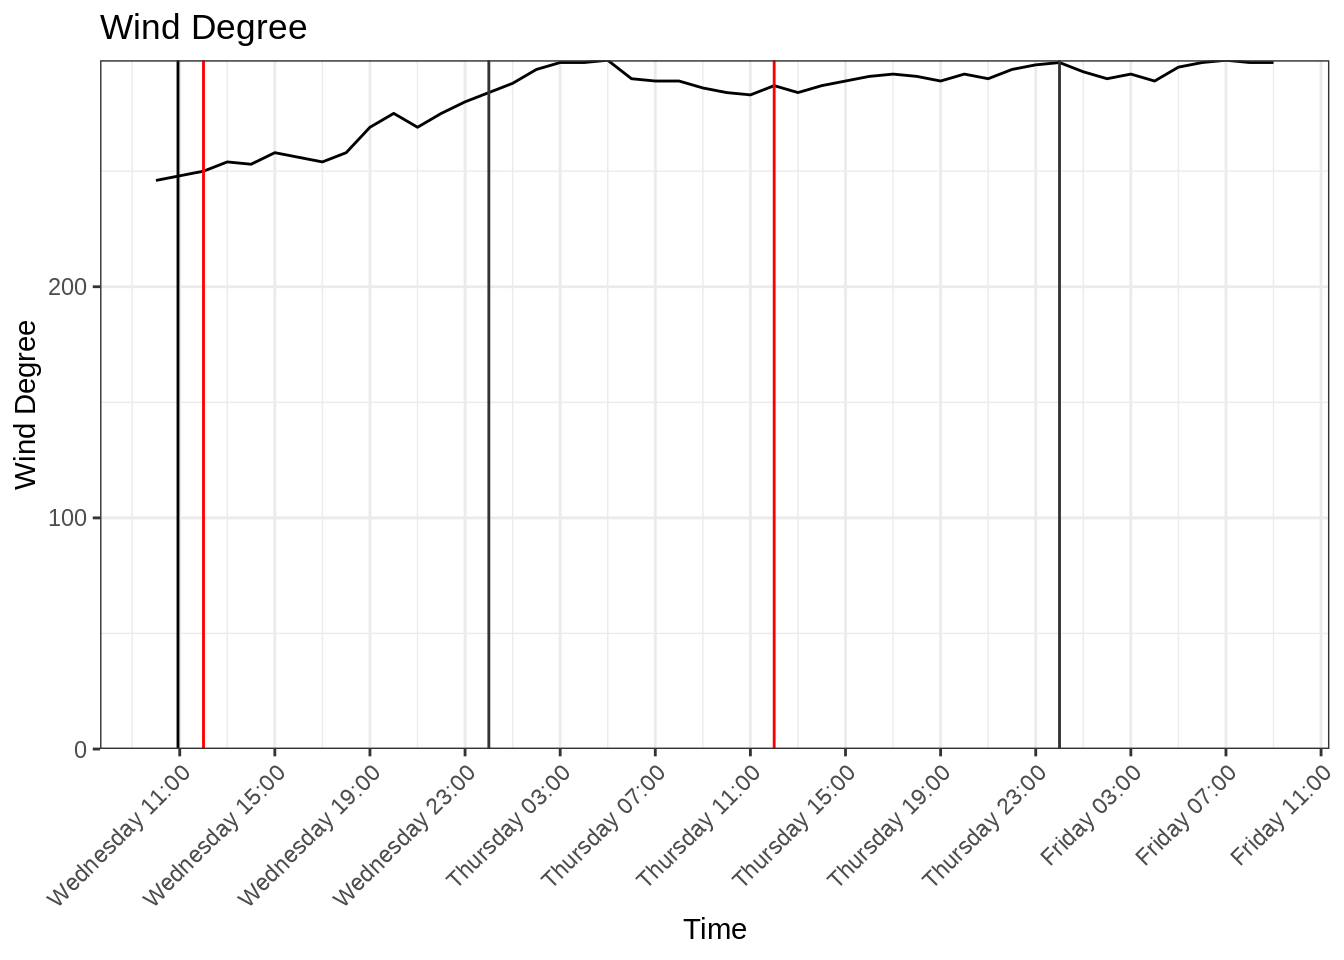 Wind Degree
Wind Degree
200
100
0
Wednesday 11:00
Wednesday 15:00
Wednesday 19:00
Wednesday 23:00
Thursday 03:00
Thursday 07:00
Thursday 11:00
Thursday 15:00
Thursday 19:00
Thursday 23:00
Friday 03:00
Friday 07:00
Friday 11:00
Time